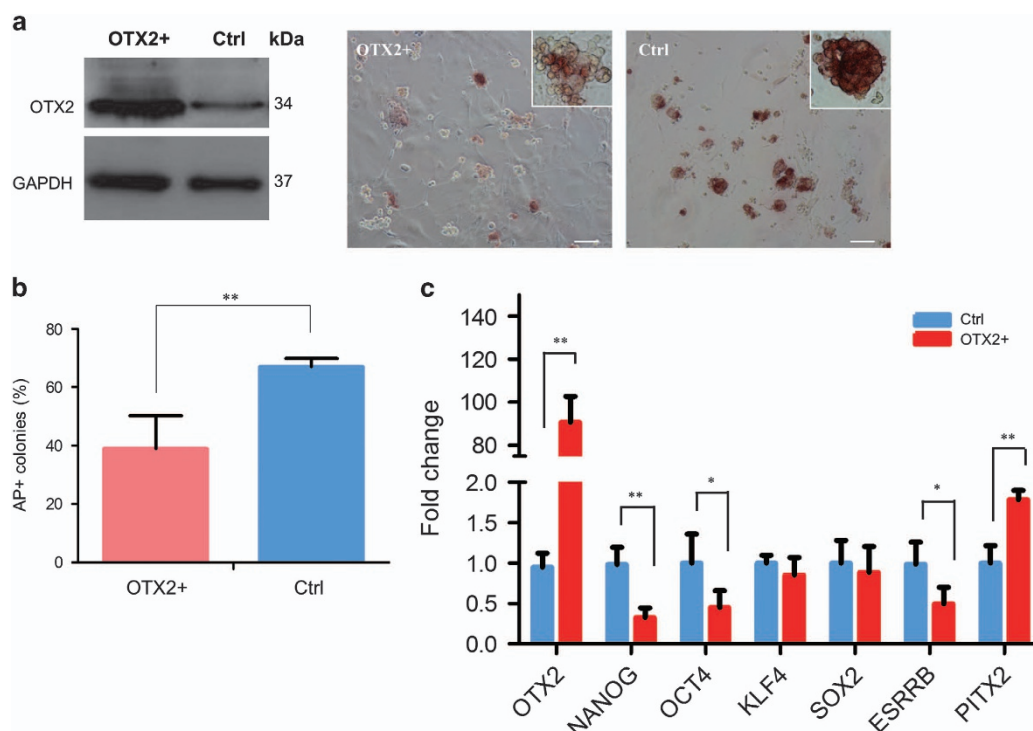 a
OTX2+ Ctrl kDa
OTX2 34
GAPDH 37
OTX2+
Ctrl
b
**
AP+ colonies (%)
80
60
40
20
0
OTX2+ Ctrl
c
Fold change
140
120
100
80
2.0
1.5
1.0
0.5
0.0
** ** * * **
Ctrl
OTX2+
OTX2 NANOG OCT4 KLF4 SOX2 ESRRB PITX2